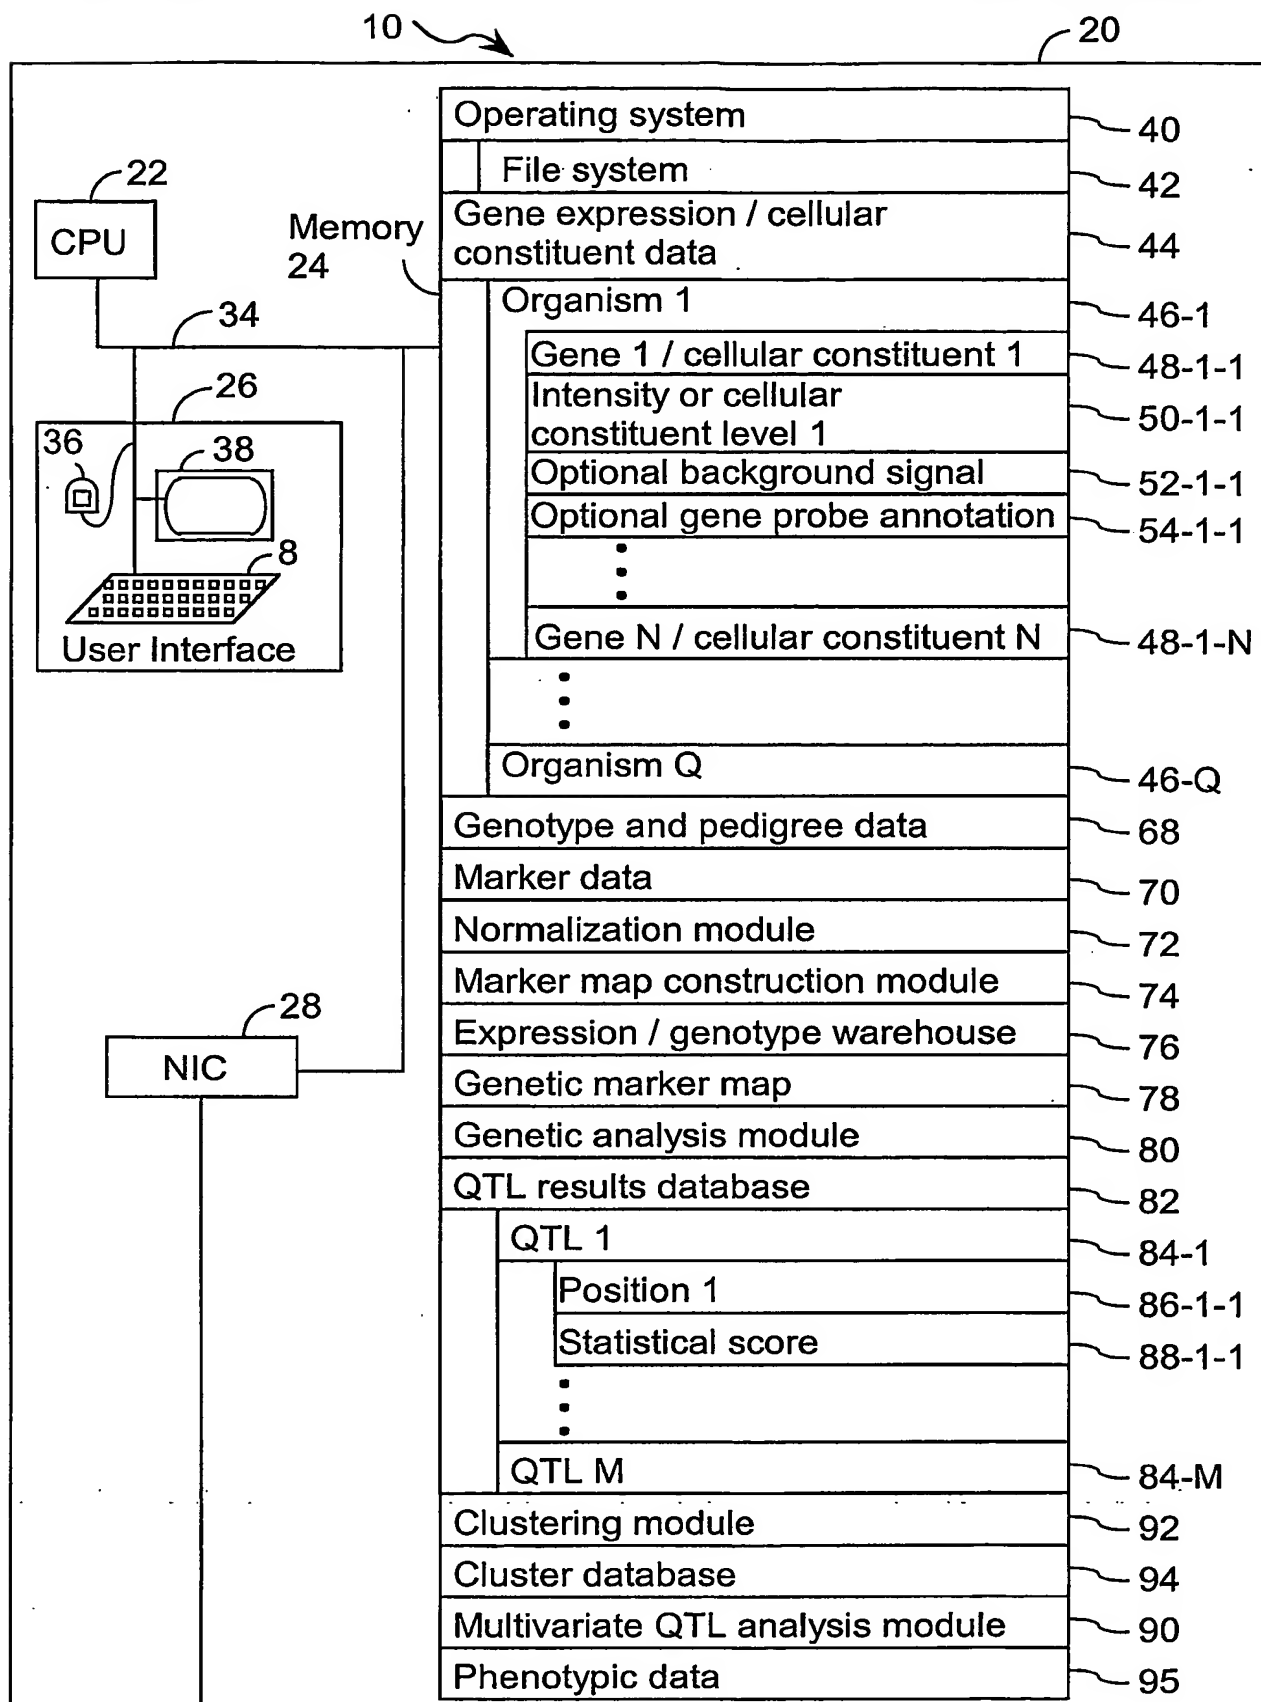 10
20
Operating system
40
File system
42
22
CPU
Memory
24
Gene expression / cellular
constituent data
44
Organism 1
46-1
34
Gene 1 / cellular constituent 1
48-1-1
Intensity or cellular
constituent level 1
50-1-1
26
36
38
Optional background signal
52-1-1
Optional gene probe annotation
54-1-1
8
User Interface
Gene N / cellular constituent N
48-1-N
Organism Q
46-Q
Genotype and pedigree data
68
Marker data
70
Normalization module
72
Marker map construction module
74
28
NIC
Expression / genotype warehouse
76
Genetic marker map
78
Genetic analysis module
80
QTL results database
82
QTL 1
84-1
Position 1
86-1-1
Statistical score
88-1-1
QTL M
84-M
Clustering module
92
Cluster database
94
Multivariate QTL analysis module
90
Phenotypic data
95